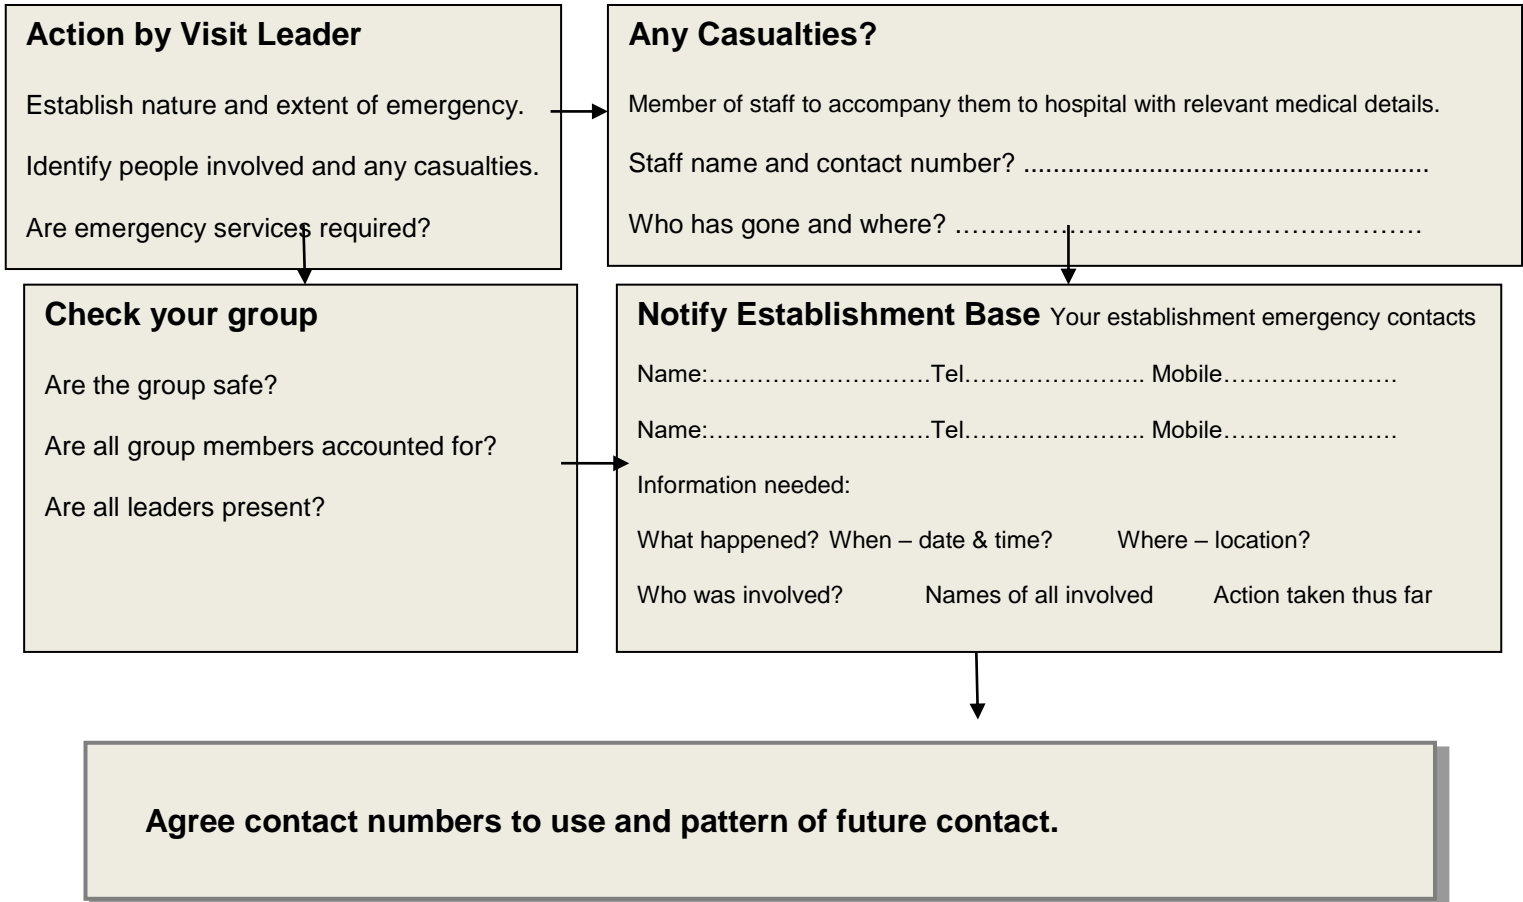 Action by Visit Leader
Establish nature and extent of emergency.
Identify people involved and any casualties.
Are emergency services required?
Any Casualties?
Member of staff to accompany them to hospital with relevant medical details.
Staff name and contact number? ........................................................
Who has gone and where? ………………………………………………………
Check your group
Are the group safe?
Are all group members accounted for?
Are all leaders present?
Notify Establishment Base Your establishment emergency contacts
Name:……………………….Tel………………….. Mobile………………….
Name:……………………….Tel………………….. Mobile………………….
Information needed:
What happened? When – date & time? Where – location?
Who was involved? Names of all involved Action taken thus far
Agree contact numbers to use and pattern of future contact.